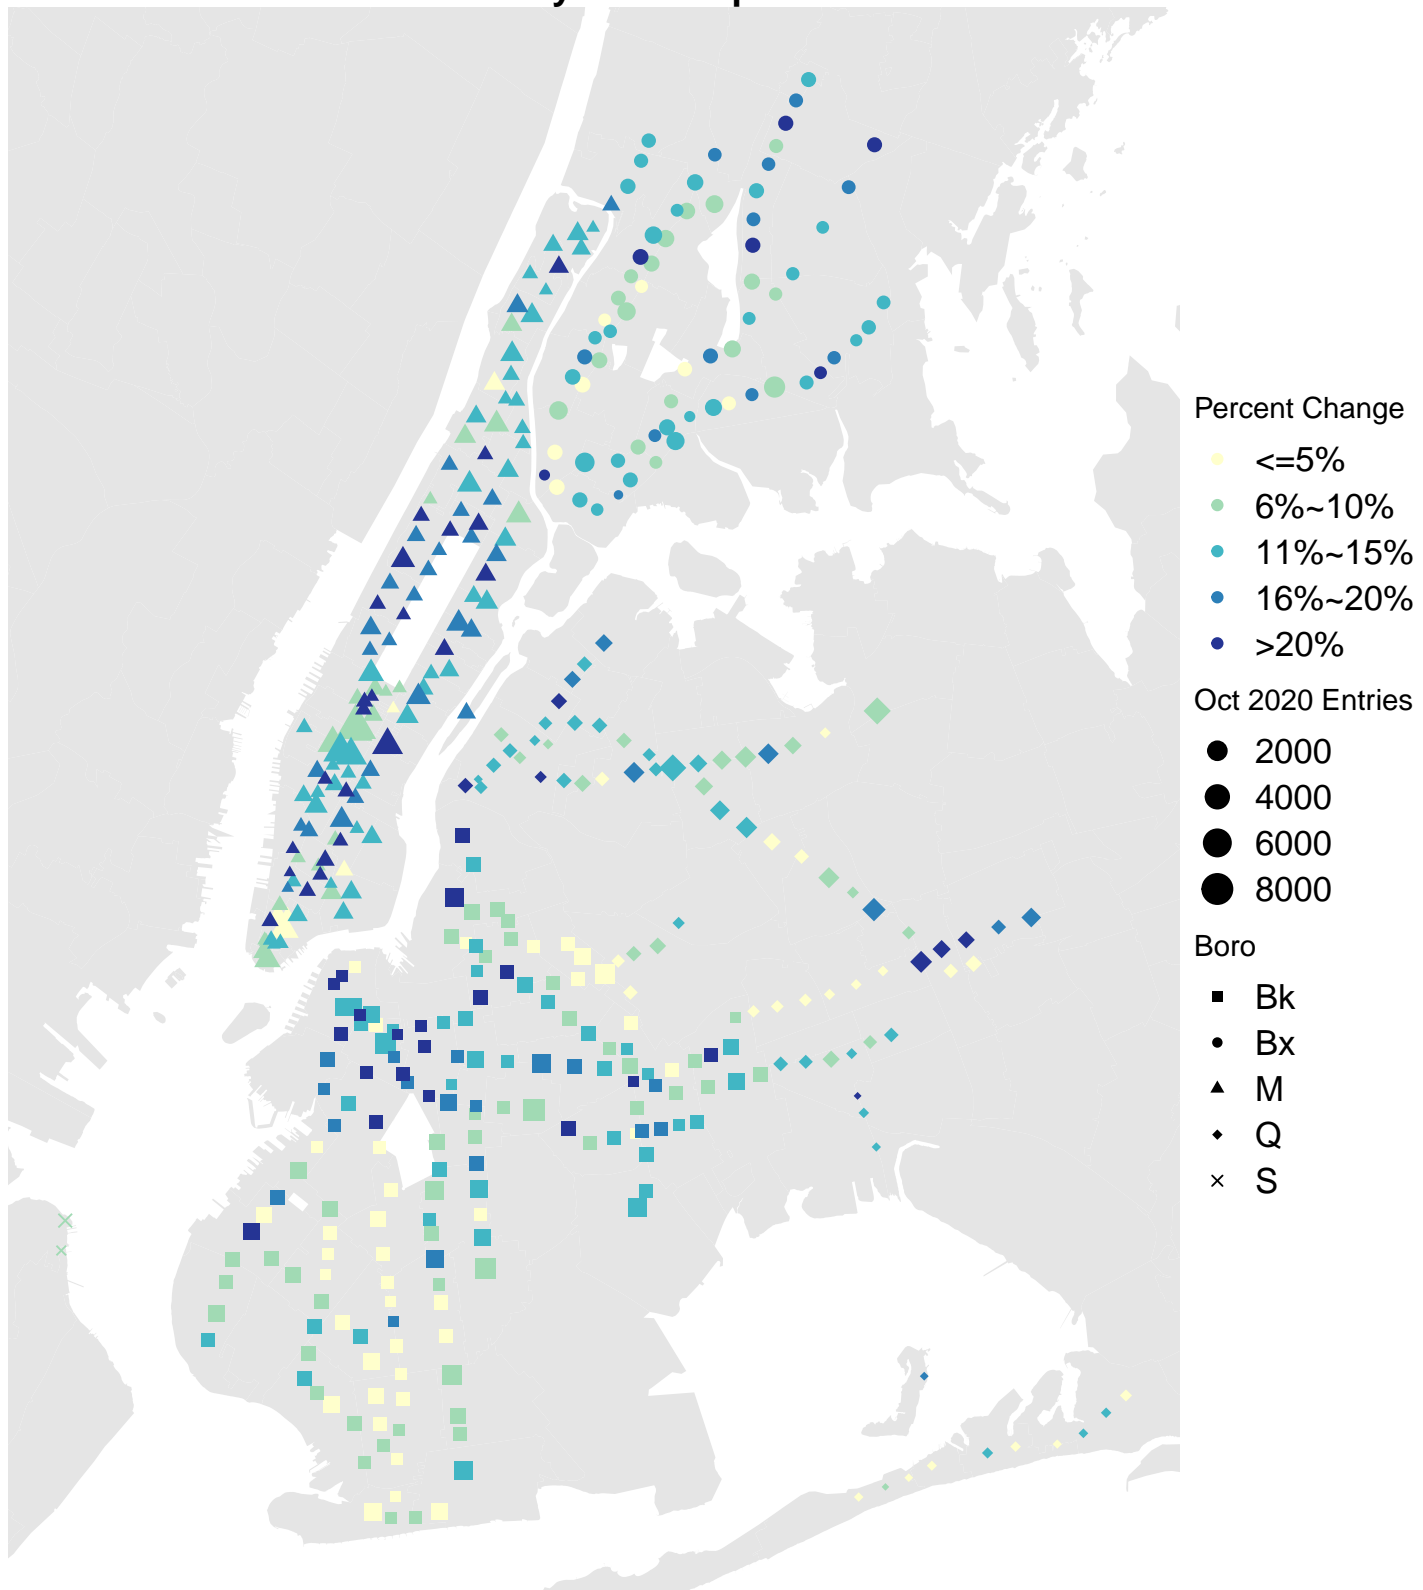 Percent Change
<=5%
6%~10%
11%~15%
16%~20%
>20%
Oct 2020 Entries
2000
4000
6000
8000
Boro
Bk
Bx
M
Q
S